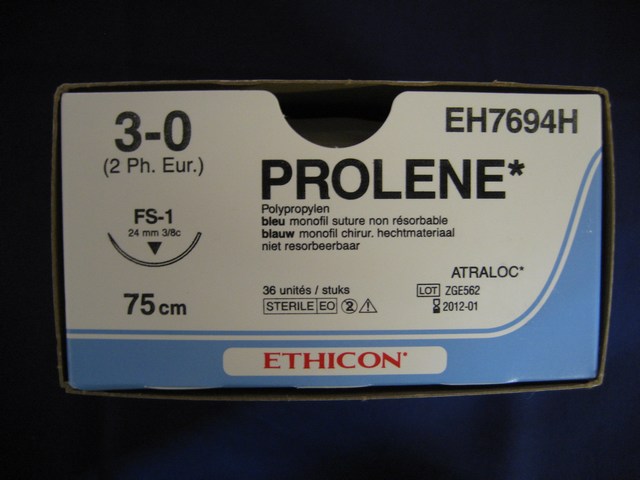 3-0
(2 Ph. Eur.)
EH7694H
PROLENE*
Polypropylen
bleu monofil suture non résorbable
blauw monofil chirur. hechtmateriaal
niet resorbeerbaar
FS-1
24 mm 3/8c
75 cm
36 unités / stuks
STERILE EO 2
ATRALOC*
LOT ZGE562
2012-01
ETHICON*